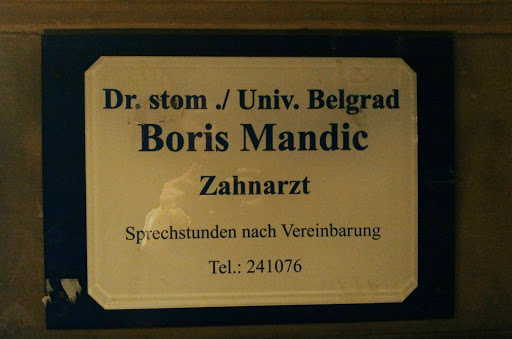 Dr. stom ./ Univ. Belgrad
Boris Mandic
Zahnarzt
Sprechstunden nach Vereinbarung
Tel.: 241076